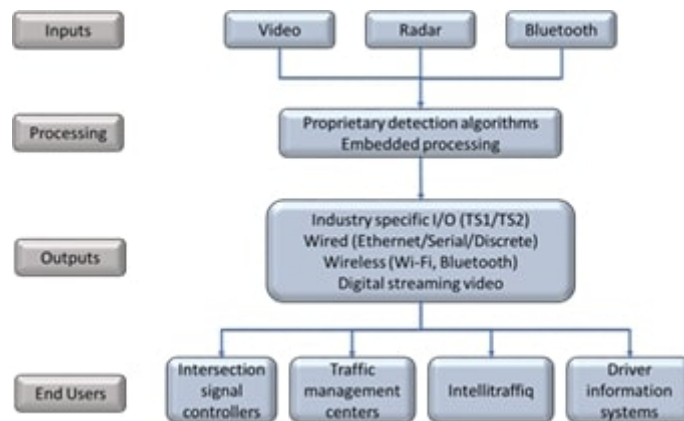 Inputs
Video
Radar
Bluetooth
Processing
Proprietary detection algorithms
Embedded processing
Outputs
Industry specific I/O (TS1/TS2)
Wired (Ethernet/Serial/Discrete)
Wireless (Wi-Fi, Bluetooth)
Digital streaming video
End Users
Intersection
signal
controllers
Traffic
management
centers
Intellitraffiq
Driver
information
systems